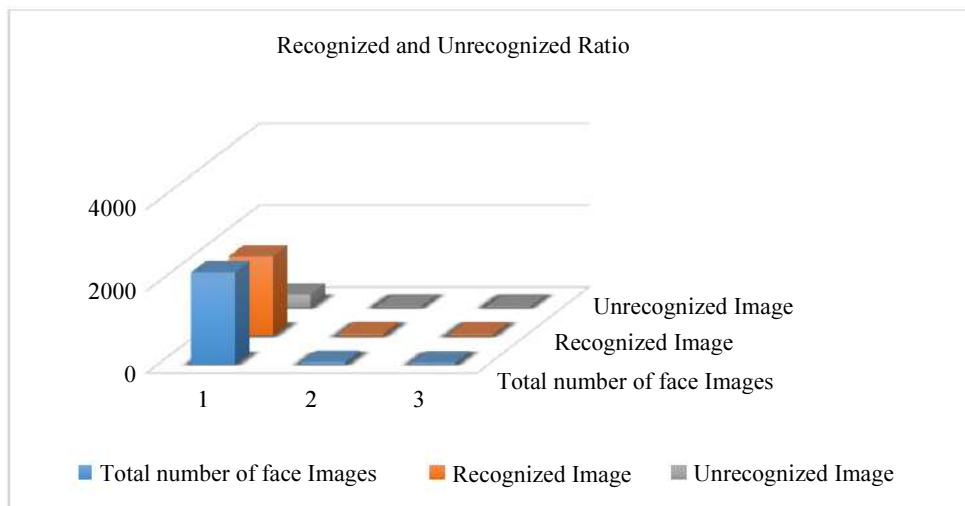 Recognized and Unrecognized Ratio
4000
2000
0
1 2 3
Unrecognized Image
Recognized Image
Total number of face Images
Total number of face Images Recognized Image Unrecognized Image